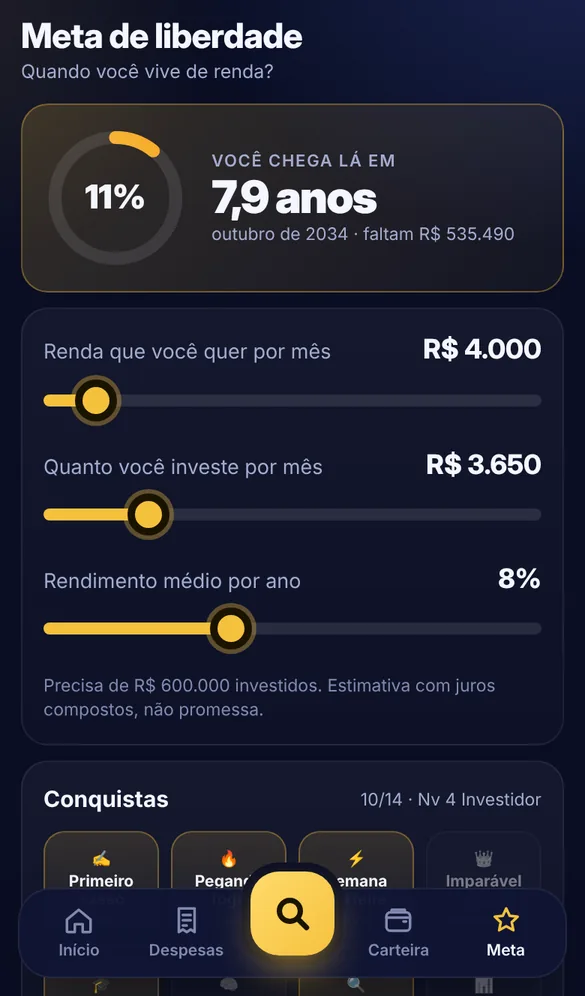 Meta de liberdade
Quando você vive de renda?
VOCÊ CHEGA LÁ EM
11%
7,9 anos
outubro de 2034 · faltam R$ 535.490
Renda que você quer por mês R$ 4.000
Quanto você investe por mês R$ 3.650
Rendimento médio por ano 8%
Precisa de R$ 600.000 investidos. Estimativa com juros
compostos, não promessa.
Conquistas 10/14 · Nv 4 Investidor
Primeiro Pegand emana Imparável
Início Despesas Carteira Meta